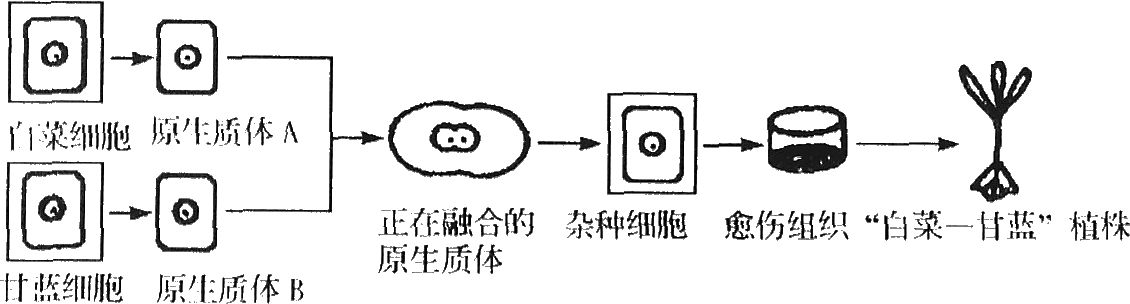 白菜细胞 原生质体 A
甘蓝细胞 原生质体 B
正在融合的
原生质体
杂种细胞
愈伤组织
“白菜—甘蓝” 植株